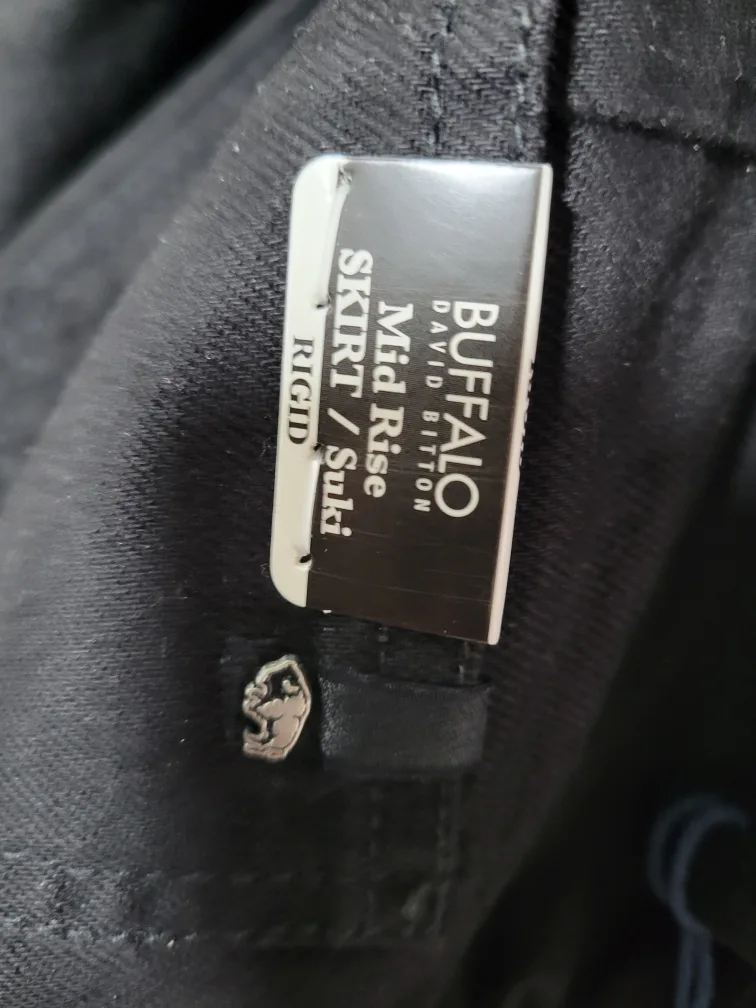 BUFFALO
DAVID BITTON
Mid Rise
SKIRT / Suki
RIGID